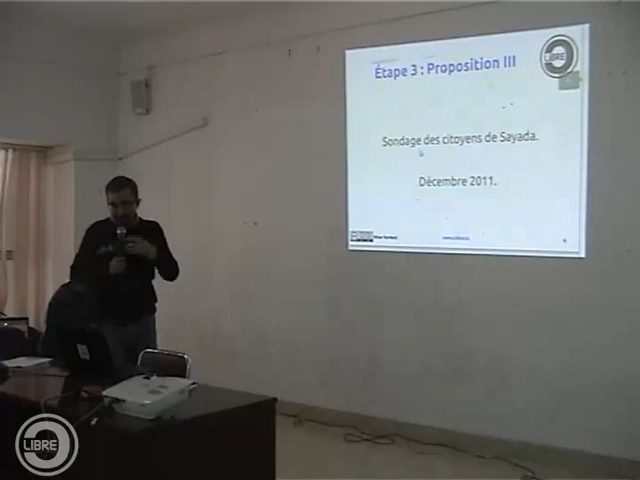 Étape 3 : Proposition III
LIBRE
Sondage des citoyens de Sayada.
Décembre 2011.
LIBRE